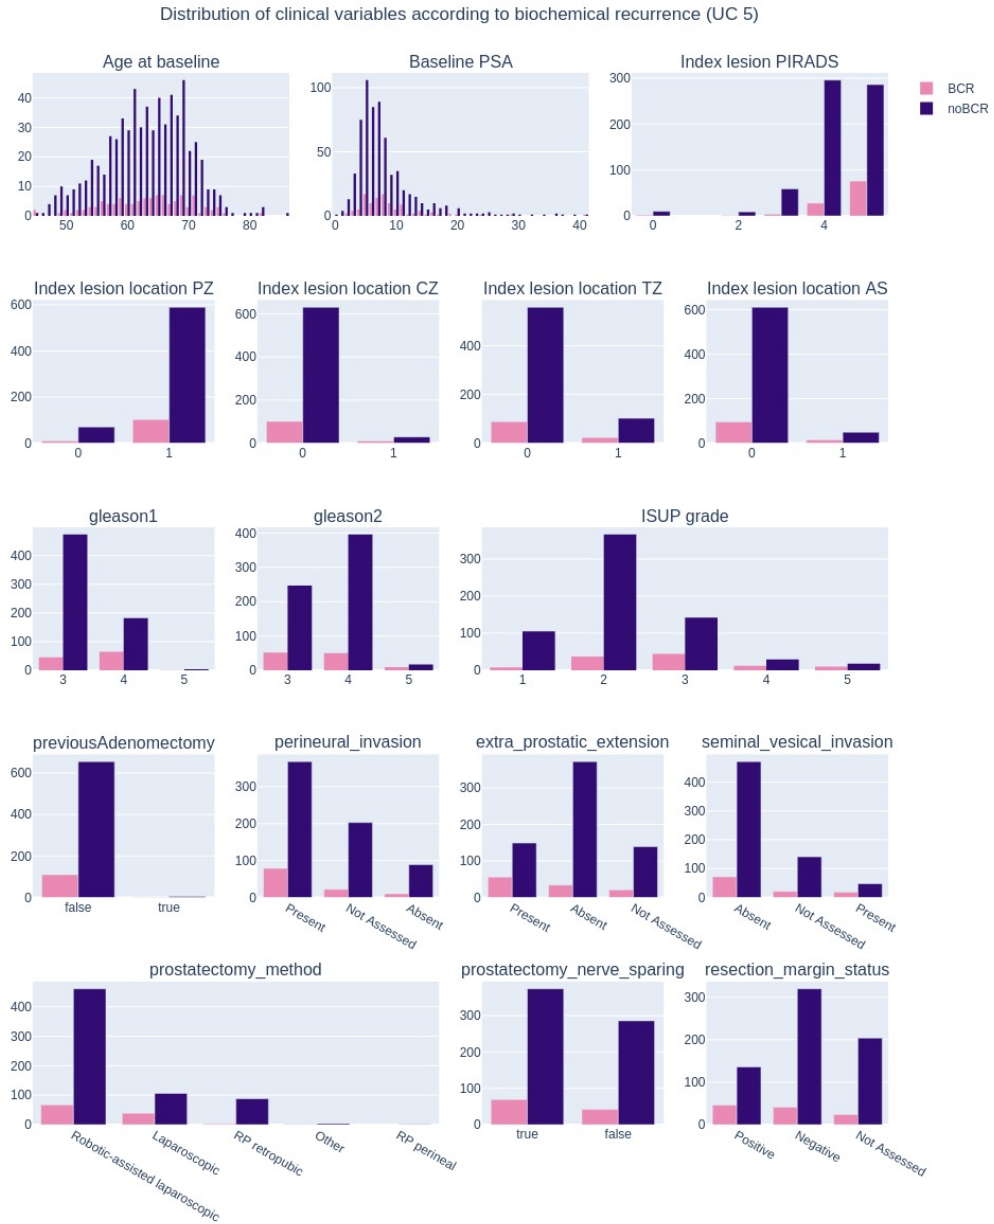 Distribution of clinical variables according to biochemical recurrence (UC 5)
Age at baseline
Baseline PSA
Index lesion PIRADS
BCR
noBCR
40
30
20
10
0
50
60
70
80
100
50
0
0
10
20
30
40
300
200
100
0
0
2
4
Index lesion location PZ
Index lesion location CZ
Index lesion location TZ
Index lesion location AS
600
400
200
0
0
1
600
400
200
0
0
1
400
200
0
0
1
600
400
200
0
0
1
gleason1
gleason2
ISUP grade
400
300
200
100
0
3
4
5
400
300
200
100
0
3
4
5
300
200
100
0
1
2
3
4
5
previousAdenomectomy
perineural_invasion
extra_prostatic_extension
seminal_vesical_invasion
600
400
200
0
false
true
300
200
100
0
Present
Not Assessed
Absent
300
200
100
0
Present
Absent
Not Assessed
400
300
200
100
0
Absent
Not Assessed
Present
prostatectomy_method
prostatectomy_nerve_sparing
resection_margin_status
400
300
200
100
0
Robotic-assisted laparoscopic
Laparoscopic
RP retropubic
Other
RP perineal
300
200
100
0
true
false
300
200
100
0
Positive
Negative
Not Assessed